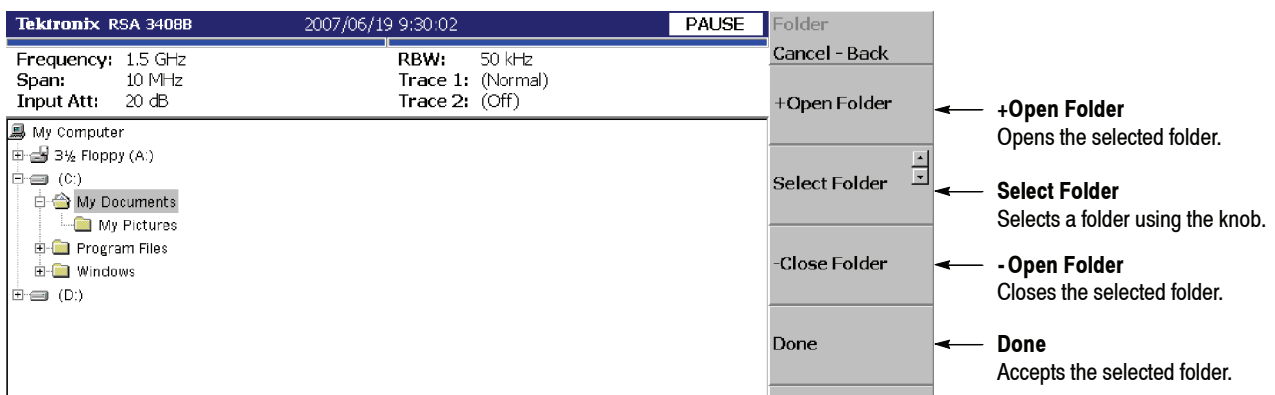 Tektronix RSA 3408B 2007/06/19 9:30:02 PAUSE
Frequency: 1.5 GHz RBW: 50 kHz
Span: 10 MHz Trace 1: (Normal)
Input Att: 20 dB Trace 2: (Off)
My Computer
3½ Floppy (A:)
(C:)
My Documents
My Pictures
Program Files
Windows
(D:)
Folder
Cancel - Back
+Open Folder
Select Folder
-Close Folder
Done
+Open Folder
Opens the selected folder.
Select Folder
Selects a folder using the knob.
- Open Folder
Closes the selected folder.
Done
Accepts the selected folder.